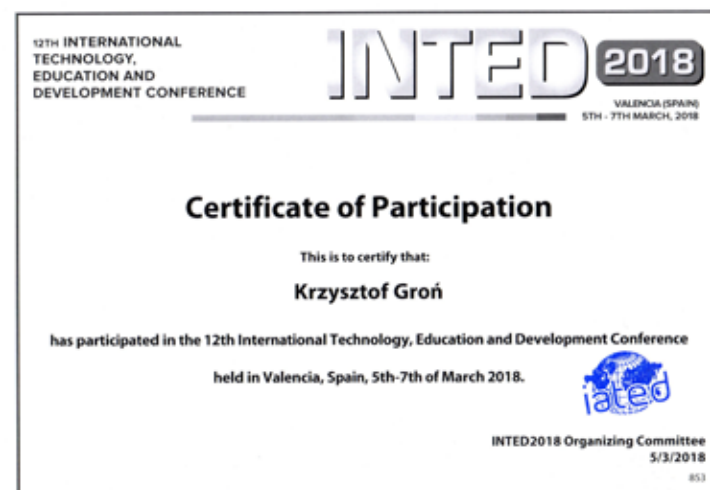 12TH INTERNATIONAL
TECHNOLOGY,
EDUCATION AND
DEVELOPMENT CONFERENCE
INTED 2018
VALENCIA (SPAIN)
5TH - 7TH MARCH, 2018
Certificate of Participation
This is to certify that:
Krzysztof Groń
has participated in the 12th International Technology, Education and Development Conference
held in Valencia, Spain, 5th-7th of March 2018.
iated
INTED2018 Organizing Committee
5/3/2018
853